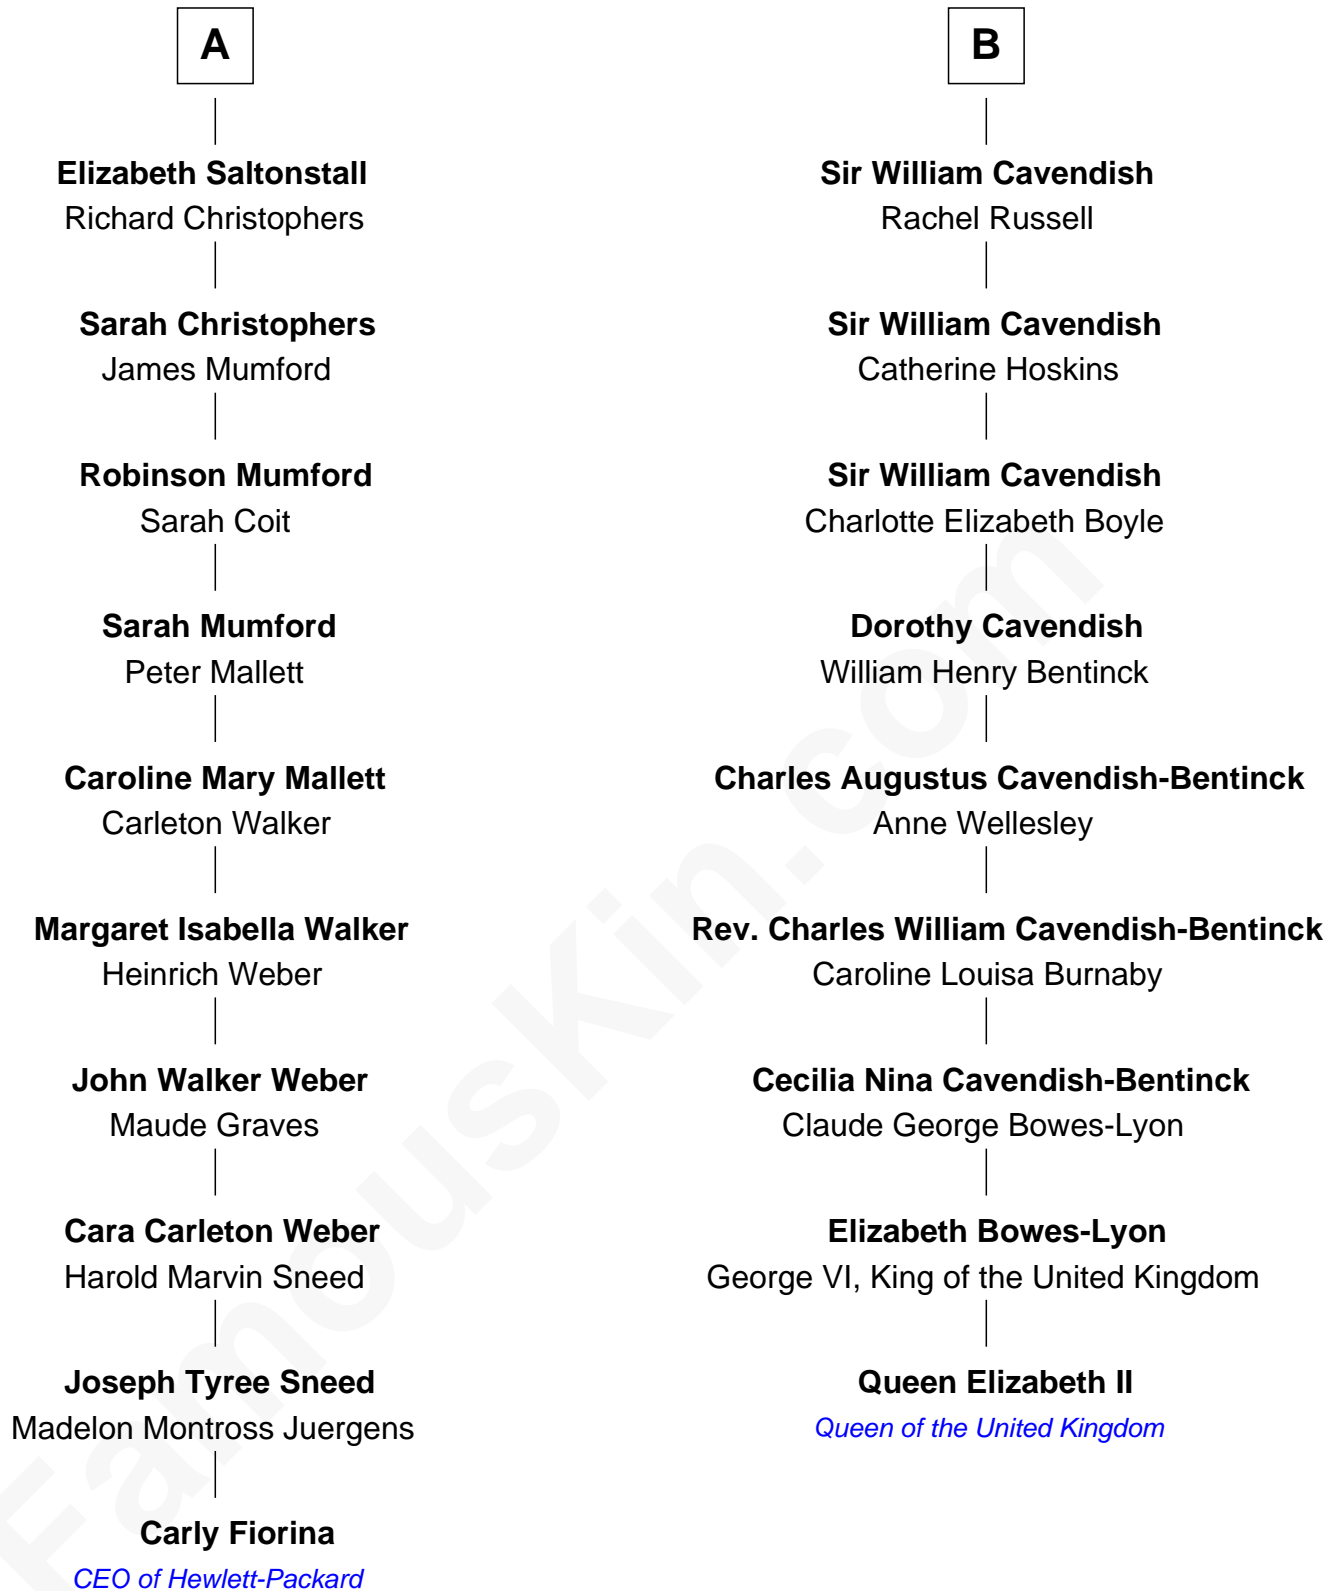 A
Elizabeth Saltonstall
Richard Christophers
Sarah Christophers
James Mumford
Robinson Mumford
Sarah Coit
Sarah Mumford
Peter Mallett
Caroline Mary Mallett
Carleton Walker
Margaret Isabella Walker
Heinrich Weber
John Walker Weber
Maude Graves
Cara Carleton Weber
Harold Marvin Sneed
Joseph Tyree Sneed
Madelon Montross Juergens
Carly Fiorina
CEO of Hewlett-Packard
B
Sir William Cavendish
Rachel Russell
Sir William Cavendish
Catherine Hoskins
Sir William Cavendish
Charlotte Elizabeth Boyle
Dorothy Cavendish
William Henry Bentinck
Charles Augustus Cavendish-Bentinck
Anne Wellesley
Rev. Charles William Cavendish-Bentinck
Caroline Louisa Burnaby
Cecilia Nina Cavendish-Bentinck
Claude George Bowes-Lyon
Elizabeth Bowes-Lyon
George VI, King of the United Kingdom
Queen Elizabeth II
Queen of the United Kingdom
FamousKin.com